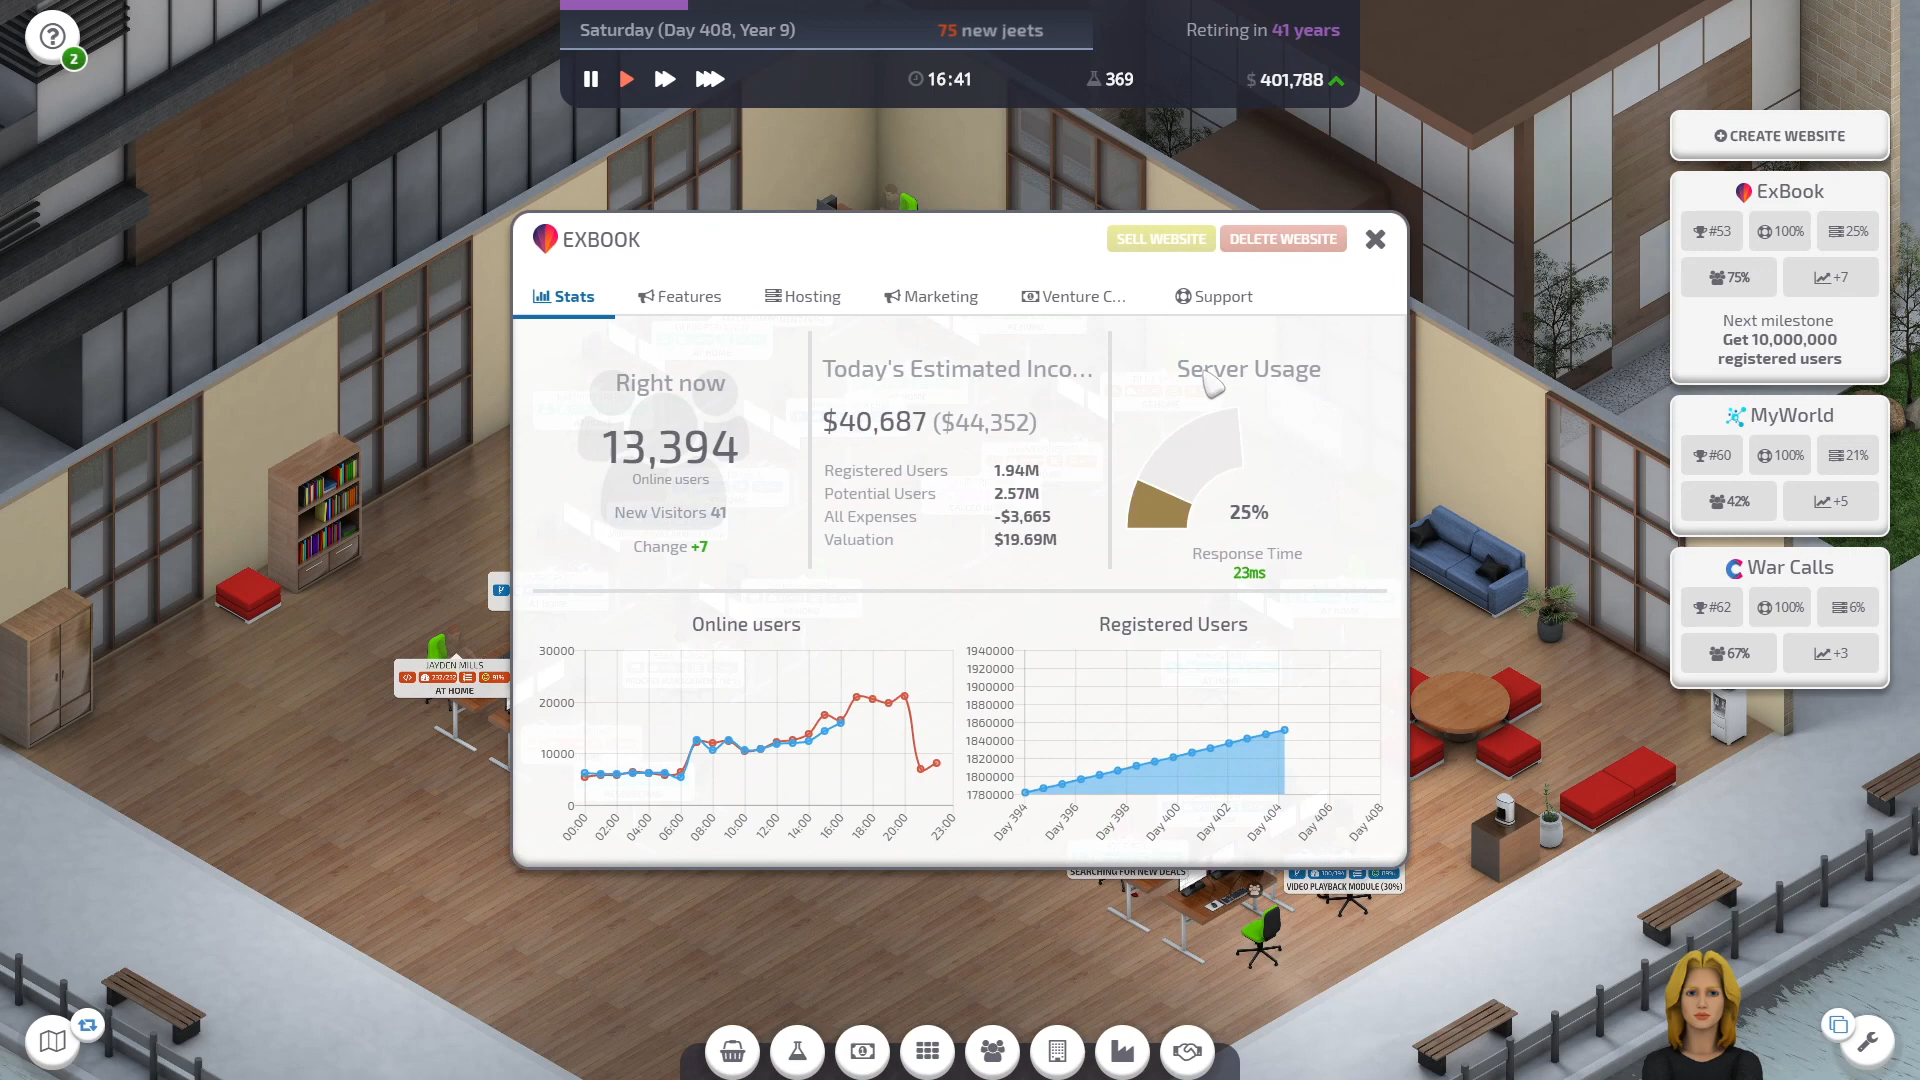 Saturday (Day 408, Year 9)
75 new jeets
Retiring in 41 years
16:41
369
$ 401,788
2
CREATE WEBSITE
ExBook
#53
100%
25%
75%
+7
Next milestone
Get 10,000,000
registered users
MyWorld
#60
100%
21%
42%
+5
War Calls
#62
100%
6%
67%
+3
EXBOOK
SELL WEBSITE
DELETE WEBSITE
Stats
Features
Hosting
Marketing
Venture C...
Support
Right now
13,394
Online users
New Visitors 41
Change +7
Today's Estimated Inco...
$40,687 ($44,352)
Registered Users 1.94M
Potential Users 2.57M
All Expenses -$3,665
Valuation $19.69M
Server Usage
25%
Response Time
23ms
Online users
30000
20000
10000
0
00:00 02:00 04:00 06:00 08:00 10:00 12:00 14:00 16:00 18:00 20:00 23:00
Registered Users
1940000
1920000
1900000
1880000
1860000
1840000
1820000
1800000
1780000
Day 394 Day 396 Day 398 Day 400 Day 402 Day 404 Day 406 Day 408
JAYDEN MILLS
232/232 91%
AT HOME
SEARCHING FOR NEW DEALS
VIDEO PLAYBACK MODULE (30%)